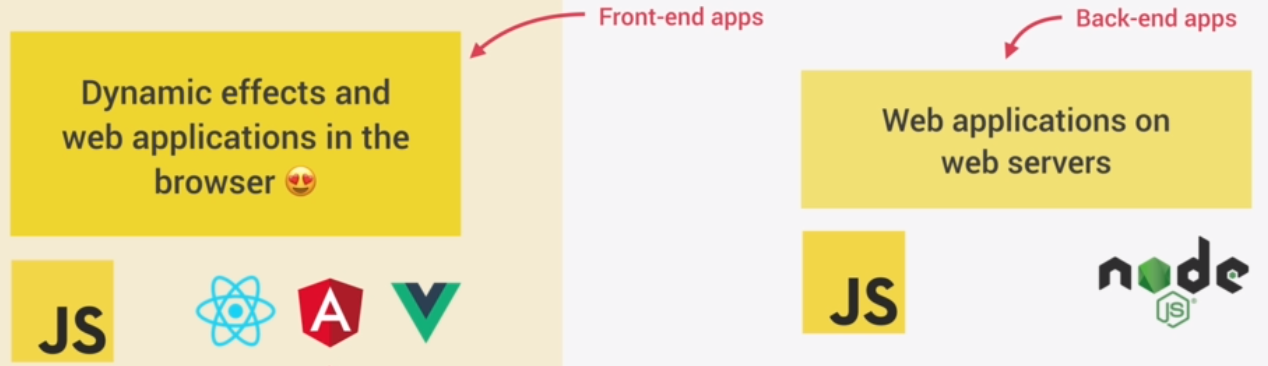 Front-end apps
Dynamic effects and
web applications in the
browser 😍
JS
A
Back-end apps
Web applications on
web servers
JS
node
JS